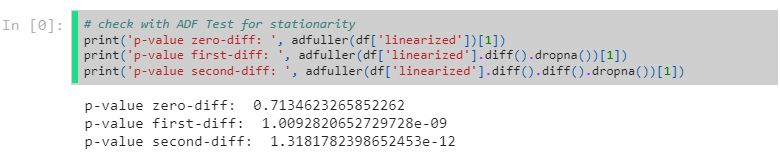 In [0]:
# check with ADF Test for stationarity
print('p-value zero-diff: ', adfuller(df['linearized'])[1])
print('p-value first-diff: ', adfuller(df['linearized'].diff().dropna())[1])
print('p-value second-diff: ', adfuller(df['linearized'].diff().diff().dropna())[1])
p-value zero-diff:  0.7134623265852262
p-value first-diff:  1.0092820652729728e-09
p-value second-diff:  1.3181782398652453e-12